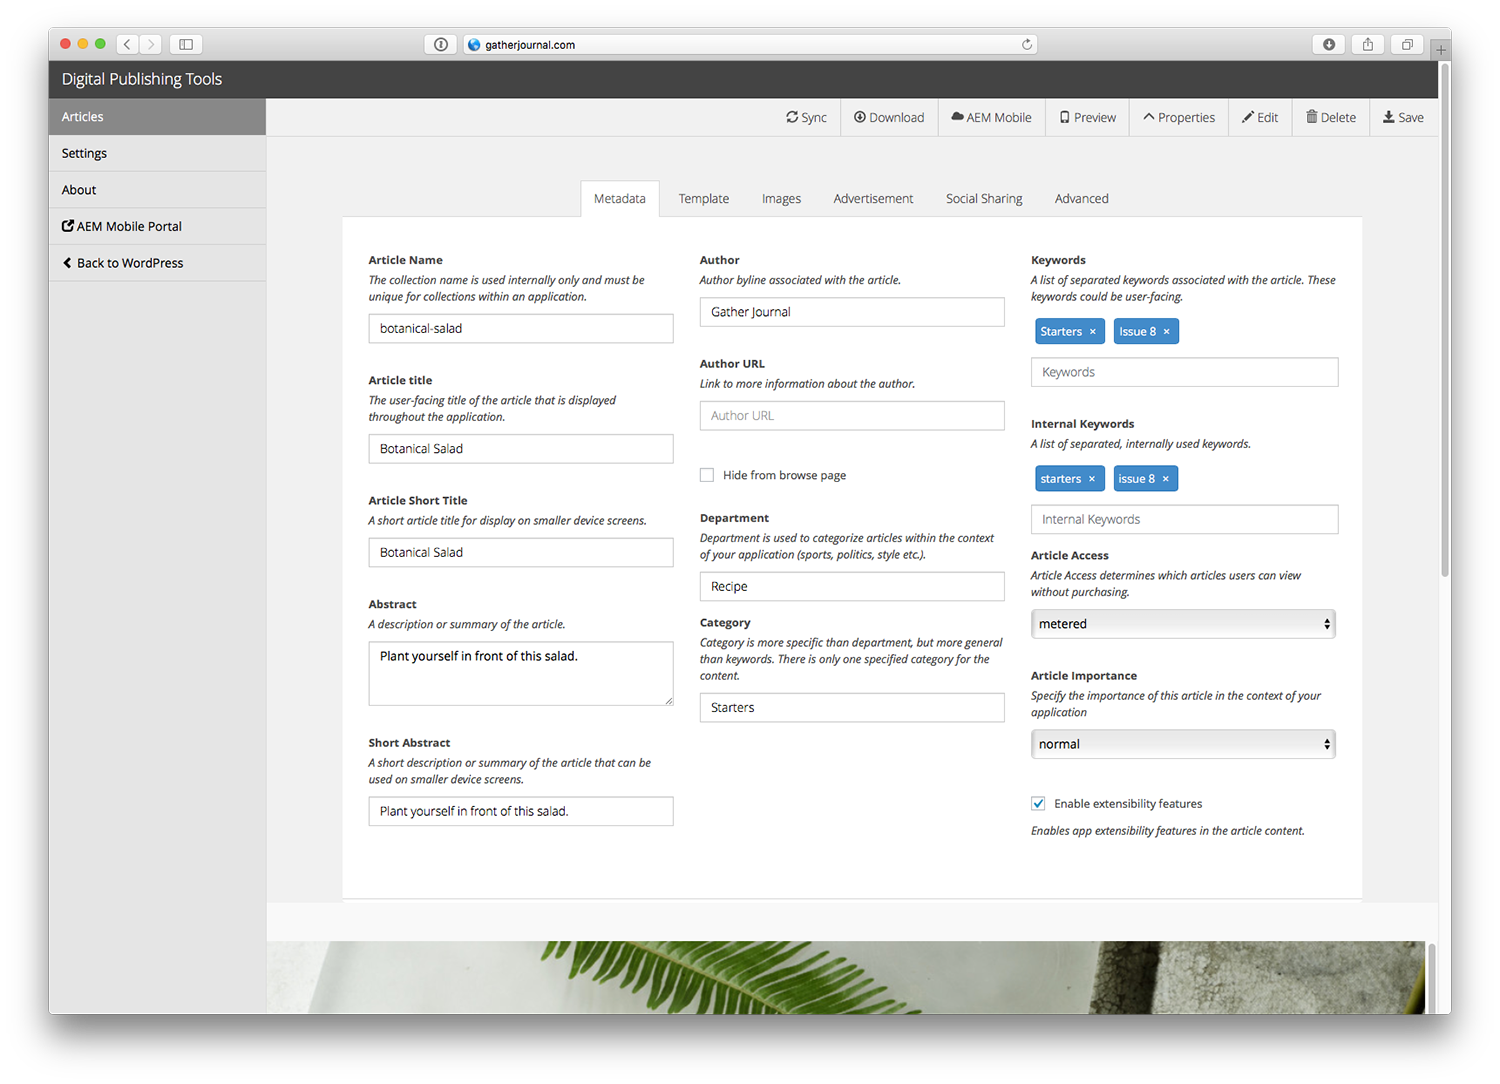 gatherjournal.com
Digital Publishing Tools
Articles
Settings
About
AEM Mobile Portal
Back to WordPress
Sync
Download
AEM Mobile
Preview
Properties
Edit
Delete
Save
Metadata
Template
Images
Advertisement
Social Sharing
Advanced
Article Name
The collection name is used internally only and must be
unique for collections within an application.
botanical-salad
Article title
The user-facing title of the article that is displayed
throughout the application.
Botanical Salad
Article Short Title
A short article title for display on smaller device screens.
Botanical Salad
Abstract
A description or summary of the article.
Plant yourself in front of this salad.
Short Abstract
A short description or summary of the article that can be
used on smaller device screens.
Plant yourself in front of this salad.
Author
Author byline associated with the article.
Gather Journal
Author URL
Link to more information about the author.
Author URL
Hide from browse page
Department
Department is used to categorize articles within the context
of your application (sports, politics, style etc.).
Recipe
Category
Category is more specific than department, but more general
than keywords. There is only one specified category for the
content.
Starters
Keywords
A list of separated keywords associated with the article. These
keywords could be user-facing.
Starters ×
Issue 8 ×
Keywords
Internal Keywords
A list of separated, internally used keywords.
starters ×
issue 8 ×
Internal Keywords
Article Access
Article Access determines which articles users can view
without purchasing.
metered
Article Importance
Specify the importance of this article in the context of your
application
normal
Enable extensibility features
Enables app extensibility features in the article content.